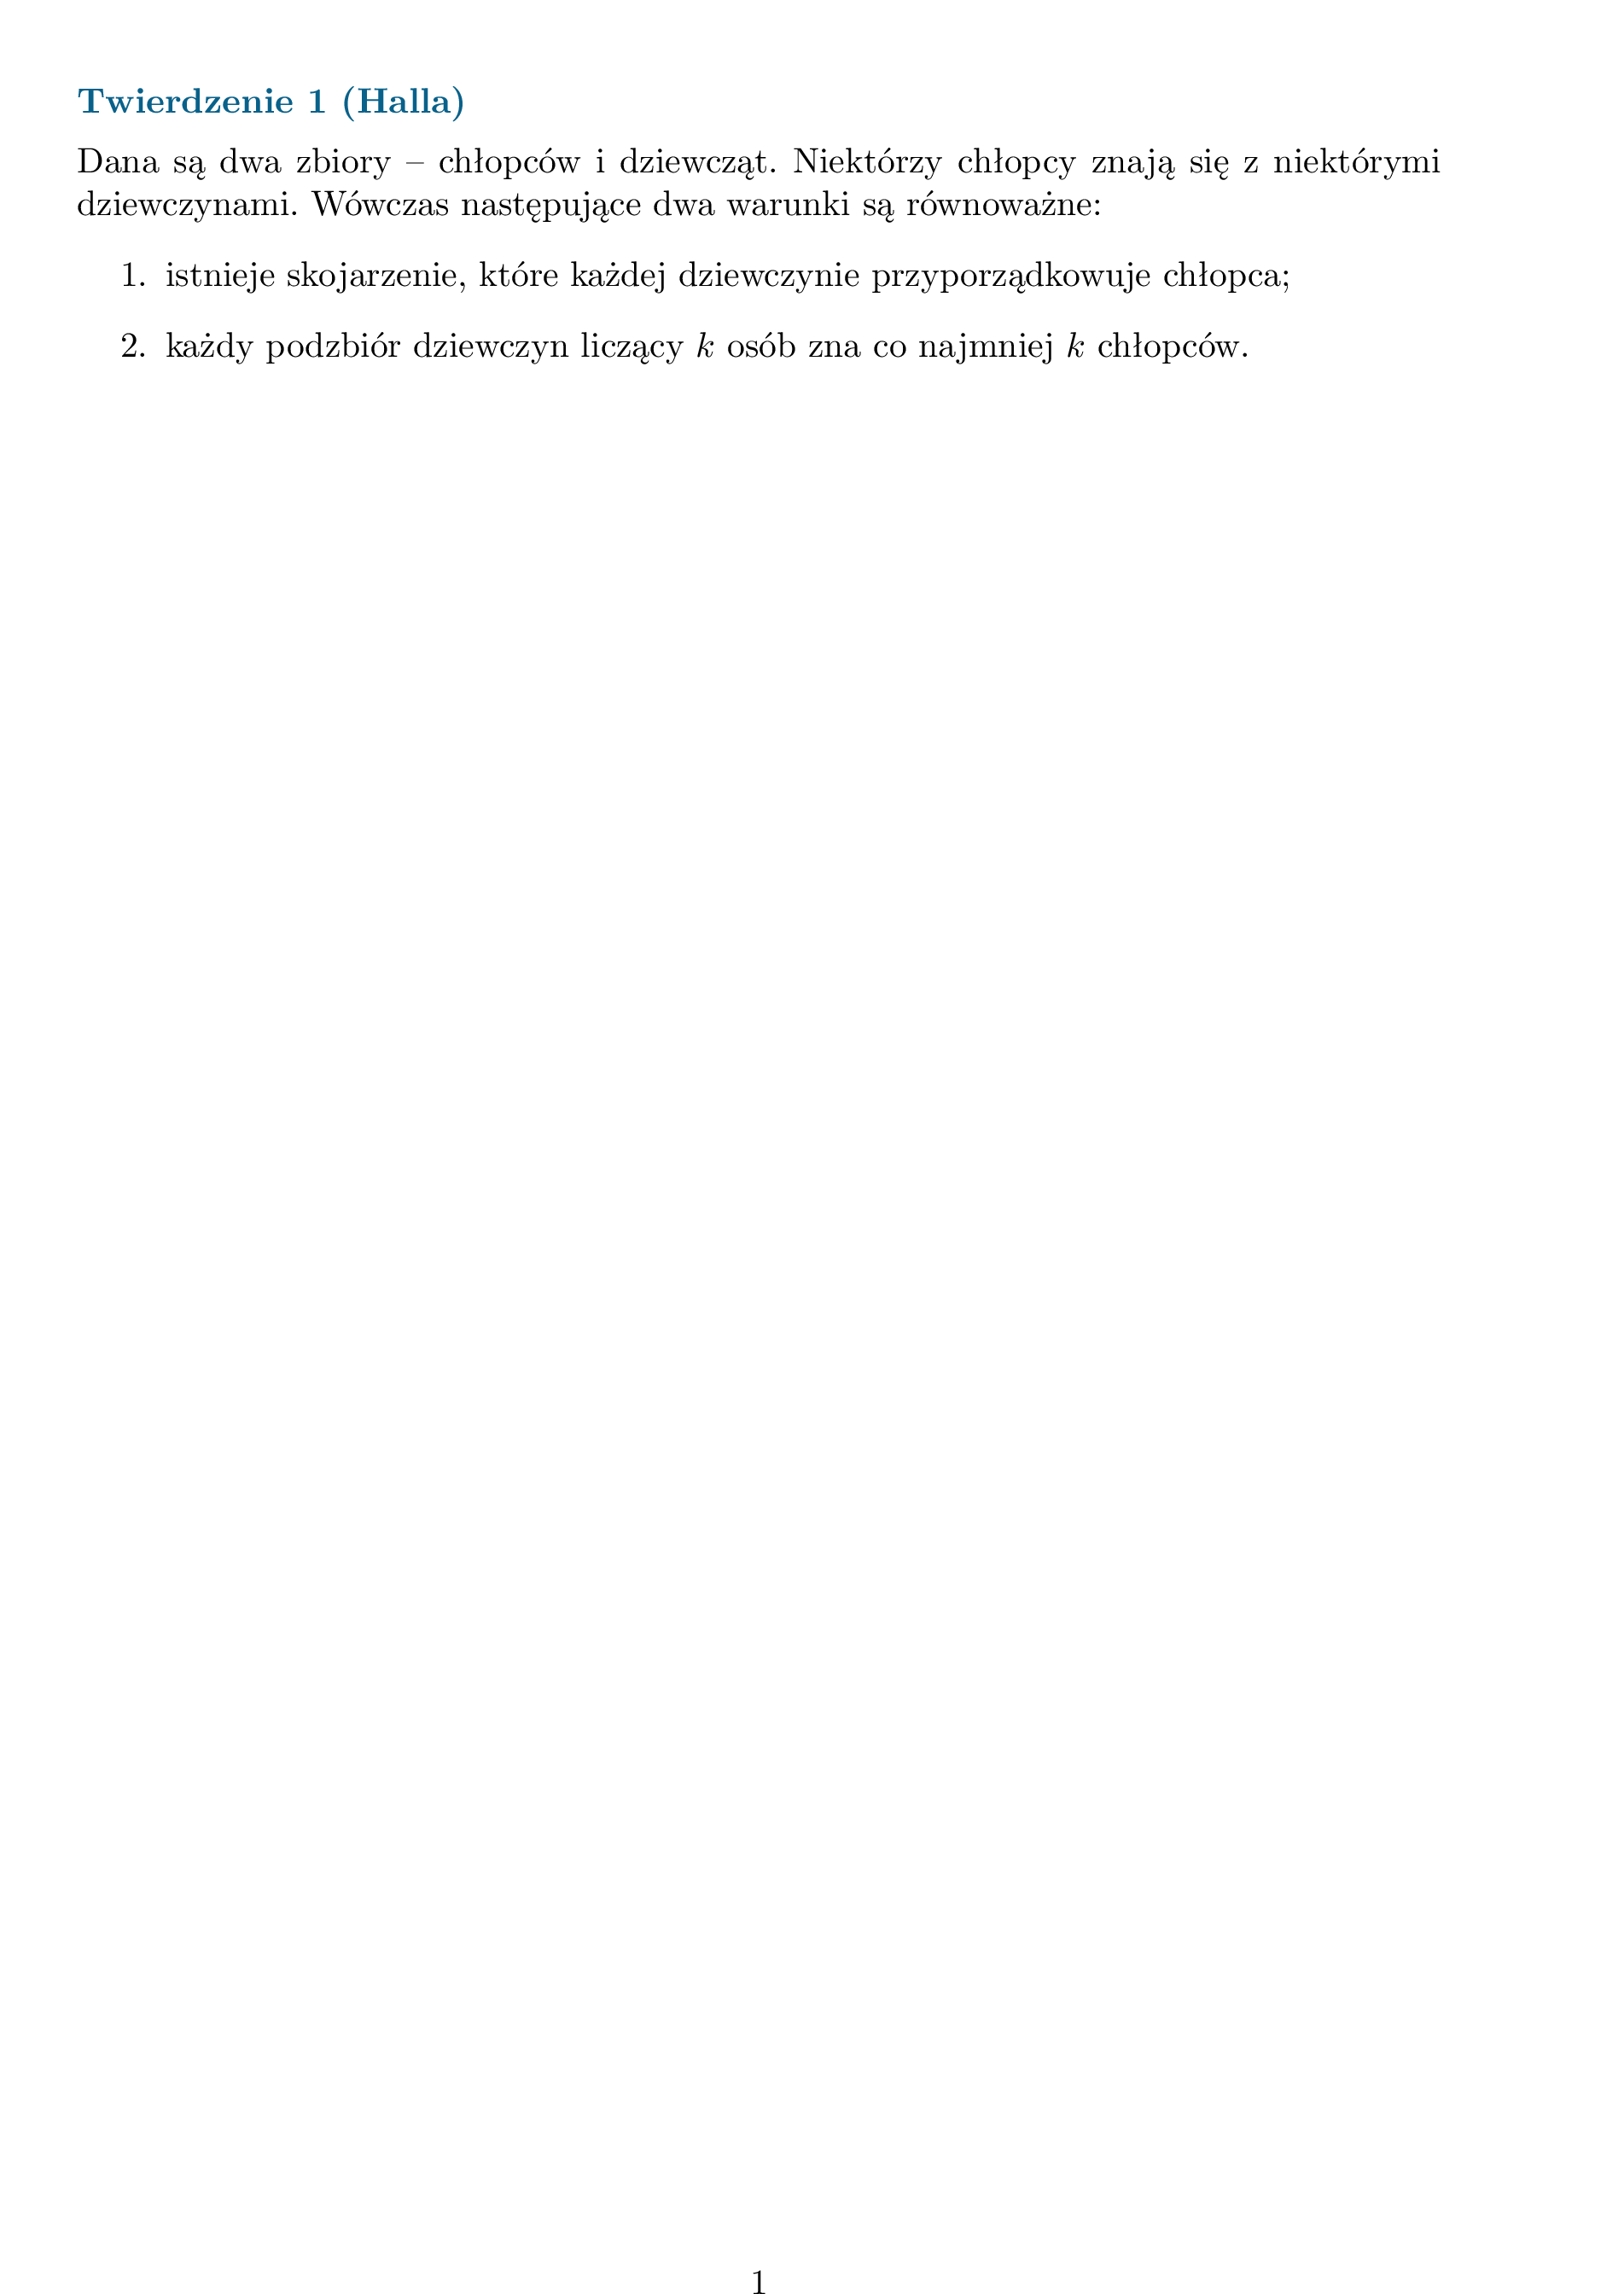 Twierdzenie 1 (Halla)
Dana są dwa zbiory – chłopców i dziewcząt. Niektórzy chłopcy znają się z niektórymi
dziewczynami. Wówczas następujące dwa warunki są równoważne:
1. istnieje skojarzenie, które każdej dziewczynie przyporządkowuje chłopca;
2. każdy podzbiór dziewczyn liczący k osób zna co najmniej k chłopców.
1